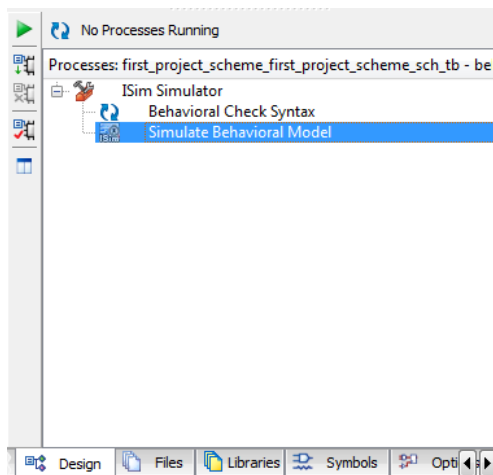 No Processes Running
Processes: first_project_scheme_first_project_scheme_sch_tb - be
ISim Simulator
Behavioral Check Syntax
ISim Simulate Behavioral Model
Design Files Libraries Symbols Opti